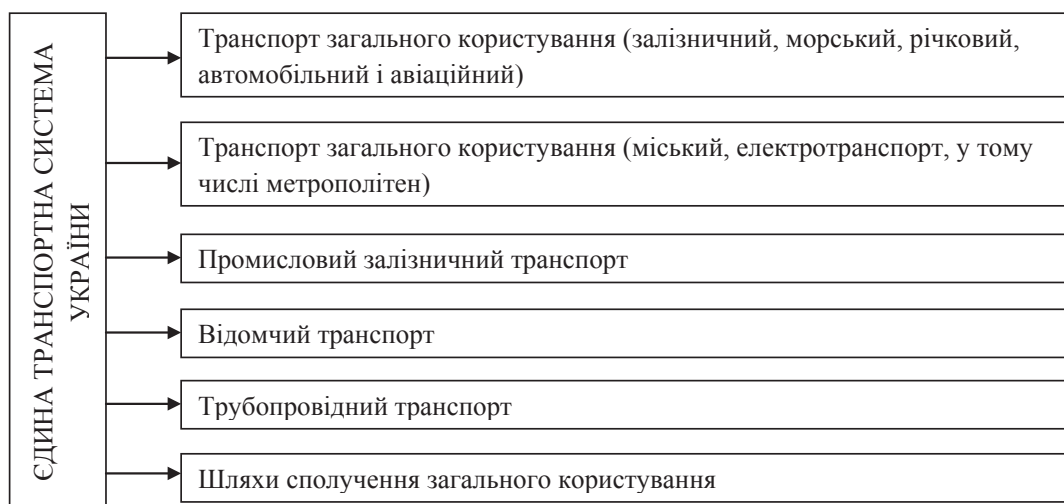 ЄДИНА ТРАНСПОРТНА СИСТЕМА
УКРАЇНИ
Транспорт загального користування (залізничний, морський, річковий,
автомобільний і авіаційний)
Транспорт загального користування (міський, електротранспорт, у тому
числі метрополітен)
Промисловий залізничний транспорт
Відомчий транспорт
Трубопровідний транспорт
Шляхи сполучення загального користування